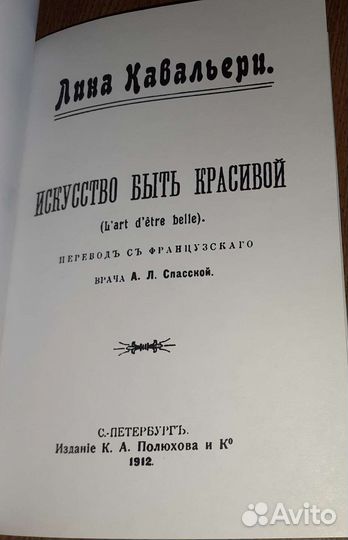 Лина Кавальери.
ИСКУССТВО БЫТЬ КРАСИВОЙ
(L'art d'être belle).
ПЕРЕВОДЪ СЪ ФРАНЦУЗСКАГО
ВРАЧА А. Л. Спасской.
С.-ПЕТЕРБУРГЪ.
Изданіе К. А. Полюхова и Ко
1912.
Avito